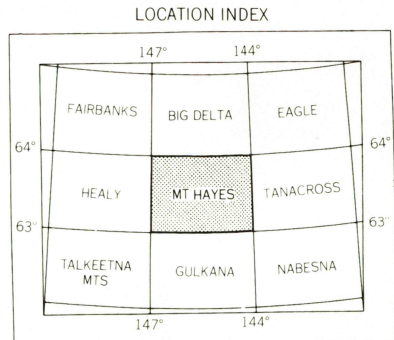 LOCATION INDEX
147° 144°
FAIRBANKS BIG DELTA EAGLE
64° 64°
HEALY MT HAYES TANACROSS
63° 63°
TALKEETNA MTS GULKANA NABESNA
147° 144°